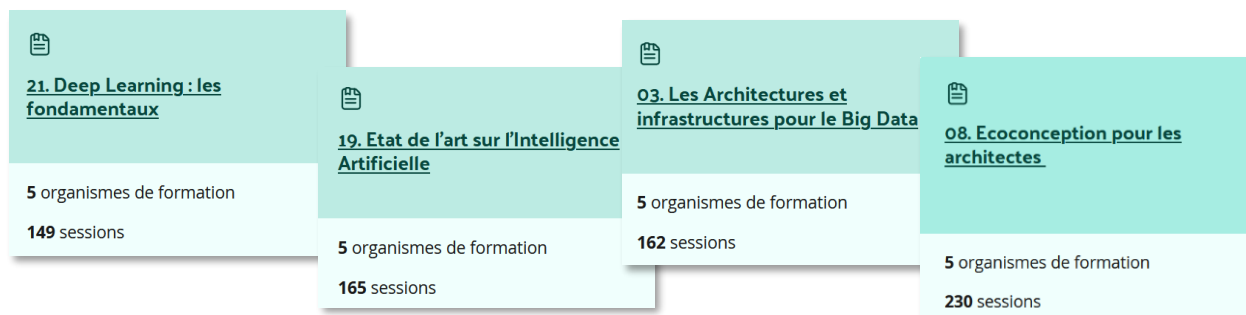 21. Deep Learning : les
fondamentaux
5 organismes de formation
149 sessions
19. Etat de l’art sur l’Intelligence
Artificielle
5 organismes de formation
165 sessions
03. Les Architectures et
infrastructures pour le Big Data
5 organismes de formation
162 sessions
08. Ecoconception pour les
architectes
5 organismes de formation
230 sessions